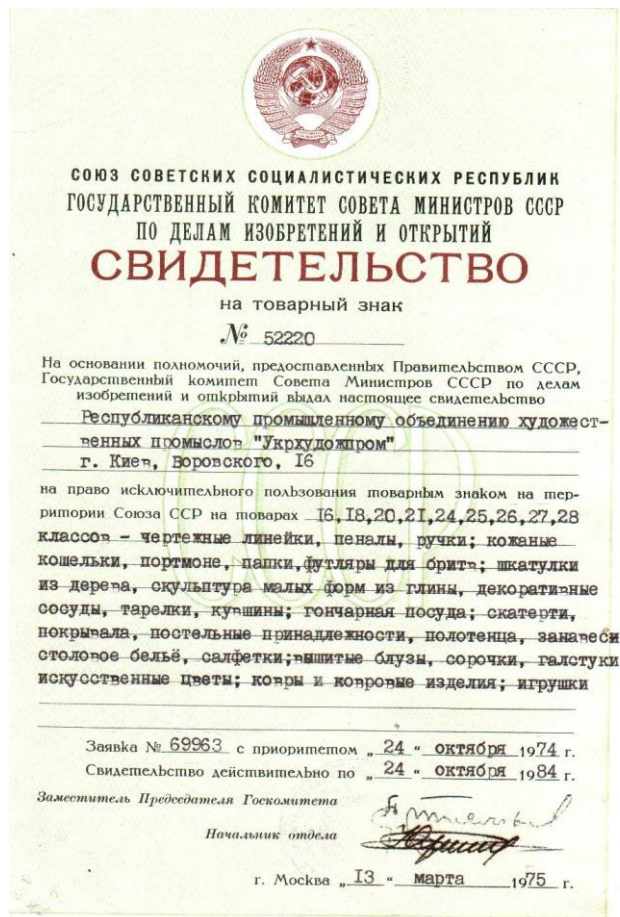 СОЮЗ СОВЕТСКИХ СОЦИАЛИСТИЧЕСКИХ РЕСПУБЛИК
ГОСУДАРСТВЕННЫЙ КОМИТЕТ СОВЕТА МИНИСТРОВ СССР
ПО ДЕЛАМ ИЗОБРЕТЕНИЙ И ОТКРЫТИЙ
СВИДЕТЕЛЬСТВО
на товарный знак
№ 52220
На основании полномочий, предоставленных Правительством СССР,
Государственный комитет Совета Министров СССР по делам
изобретений и открытий выдал настоящее свидетельство
Республиканскому промышленному объединению художест-
венных промыслов "Укрхудожпром"
г. Киев, Воровского, 16
на право исключительного пользования товарным знаком на тер-
ритории Союза ССР на товарах 16,18,20,21,24,25,26,27,28
классов - чертежные линейки, пеналы, ручки; кожаные
кошельки, портмоне, папки,футляры для бритв; шкатулки
из дерева, скульптура малых форм из глины, декоративные
сосуды, тарелки, кувшины; гончарная посуда; скатерти,
покрывала, постельные принадлежности, полотенца, занавеси
столовое бельё, салфетки;вышитые блузы, сорочки, галстуки
искусственные цветы; ковры и ковровые изделия; игрушки
Заявка № 69963 с приоритетом „ 24 “ октября 1974 г.
Свидетельство действительно по „ 24 “ октября 1984 г.
Заместитель Председателя Госкомитета
Начальник отдела
г. Москва „ 13 “ марта 1975 г.